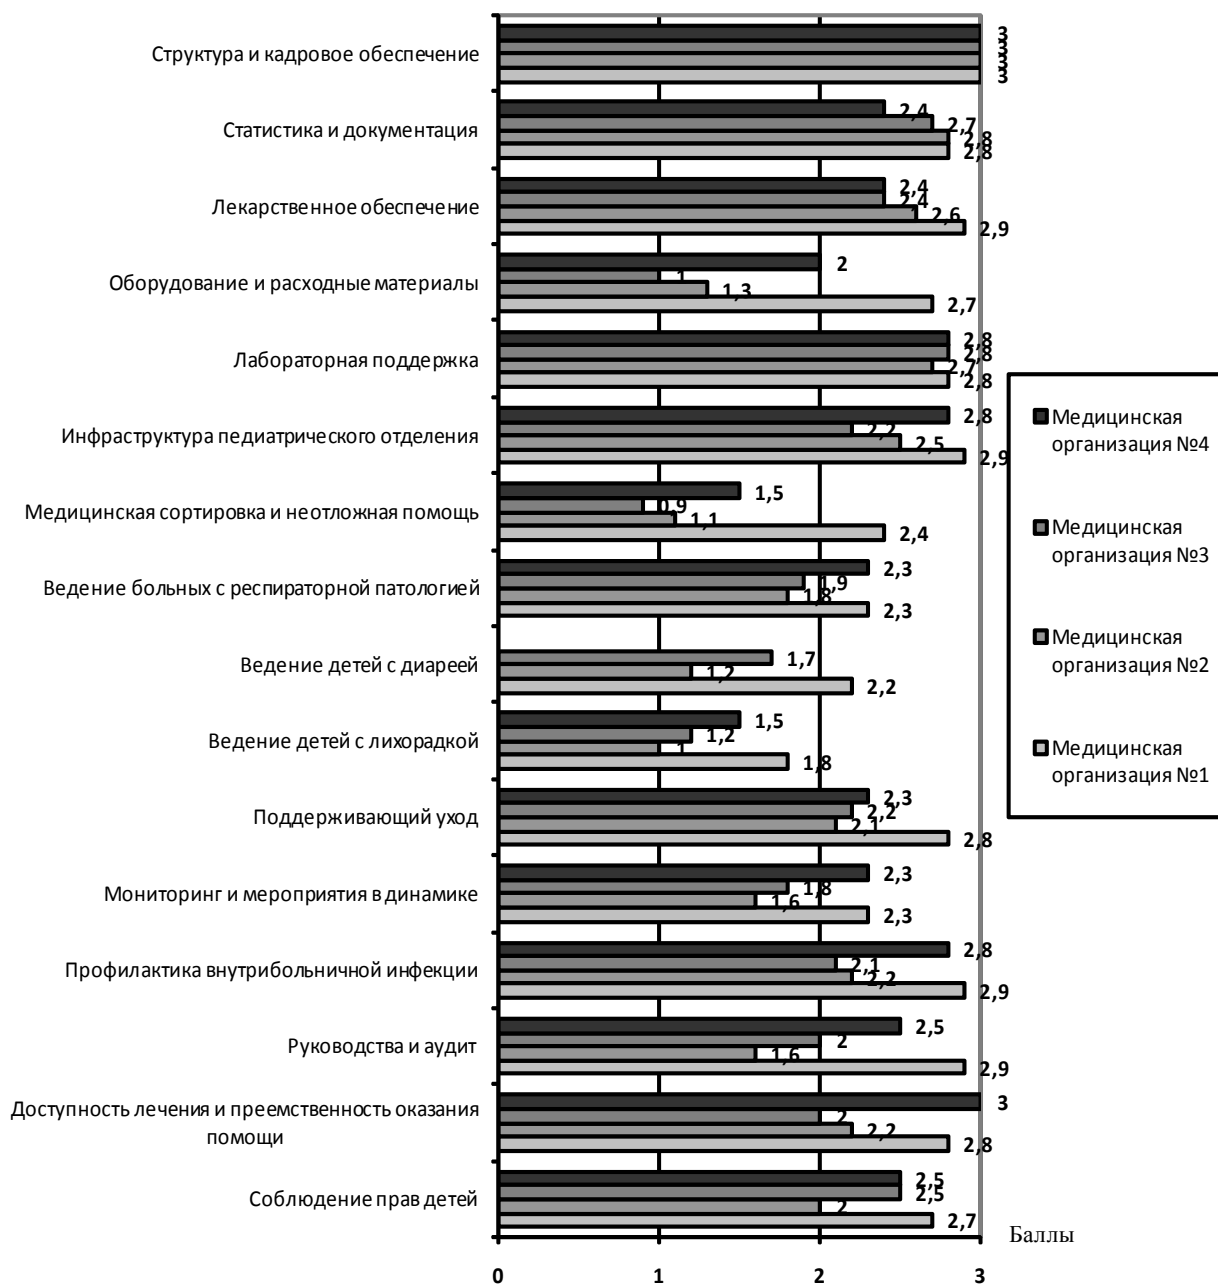 Структура и кадровое обеспечение
3
3
3
3
Статистика и документация
2,4
2,7
2,8
2,8
Лекарственное обеспечение
2,4
2,4
2,6
2,9
Оборудование и расходные материалы
2
1
1,3
2,7
Лабораторная поддержка
2,8
2,8
2,7
2,8
Инфраструктура педиатрического отделения
2,8
2,2
2,5
2,9
Медицинская сортировка и неотложная помощь
1,5
0,9
1,1
2,4
Ведение больных с респираторной патологией
2,3
1,9
1,8
2,3
Ведение детей с диареей
1,7
1,2
2,2
Ведение детей с лихорадкой
1,5
1,2
1
1,8
Поддерживающий уход
2,3
2,2
2,1
2,8
Мониторинг и мероприятия в динамике
2,3
1,8
1,6
2,3
Профилактика внутрибольничной инфекции
2,8
2,1
2,2
2,9
Руководства и аудит
2,5
2
1,6
2,9
Доступность лечения и преемственность оказания
помощи
3
2
2,2
2,8
Соблюдение прав детей
2,5
2,5
2
2,7
Баллы
0 1 2 3
Медицинская
организация №4
Медицинская
организация №3
Медицинская
организация №2
Медицинская
организация №1